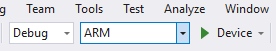 Team Tools Test Analyze Window
Debug ARM Device